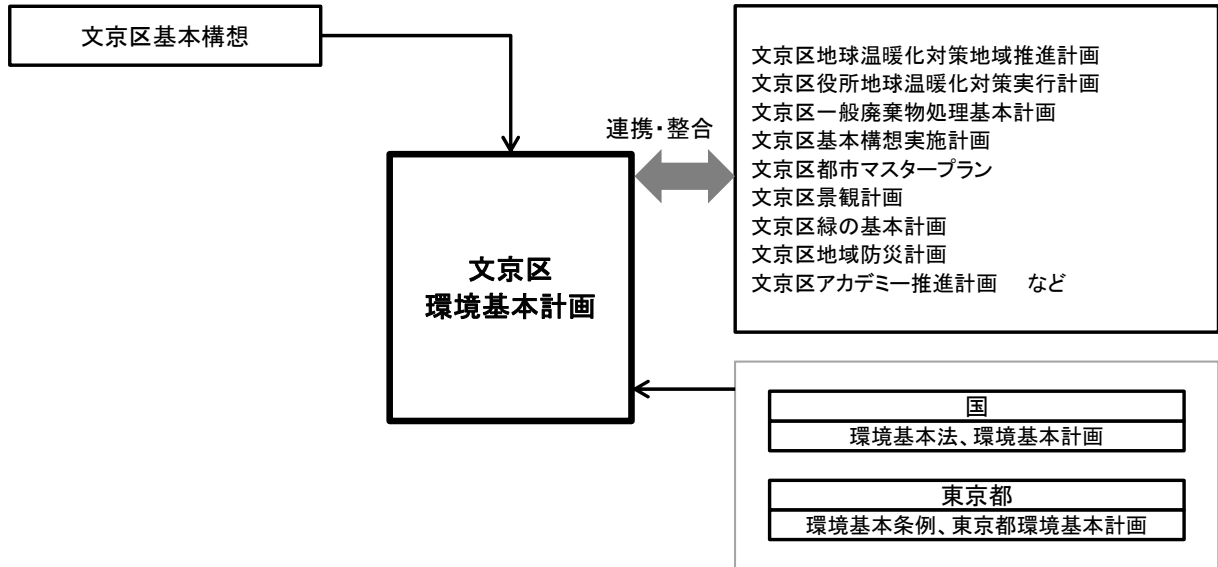 文京区基本構想
文京区地球温暖化対策地域推進計画
文京区役所地球温暖化対策実行計画
文京区一般廃棄物処理基本計画
文京区基本構想実施計画
文京区都市マスタープラン
文京区景観計画
文京区緑の基本計画
文京区地域防災計画
文京区アカデミー推進計画　など
連携・整合
文京区
環境基本計画
国
環境基本法、環境基本計画
東京都
環境基本条例、東京都環境基本計画